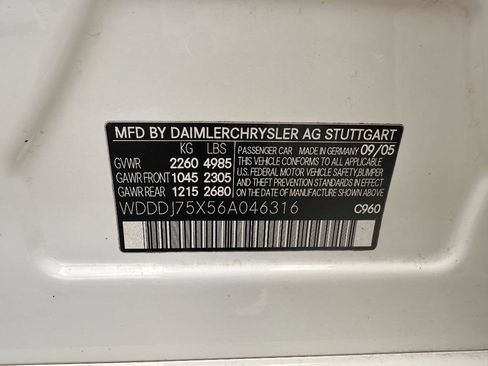 MFD BY DAIMLERCHRYSLER AG STUTTGART
KG LBS
GVWR 2260 4985
GAWR FRONT 1045 2305
GAWR REAR 1215 2680
PASSENGER CAR MADE IN GERMANY 09/05
THIS VEHICLE CONFORMS TO ALL APPLICABLE
U.S. FEDERAL MOTOR VEHICLE SAFETY, BUMPER
AND THEFT PREVENTION STANDARDS IN EFFECT
ON THE DATE OF MANUFACTURE SHOWN ABOVE
WDDDJ75X56A046316 C960